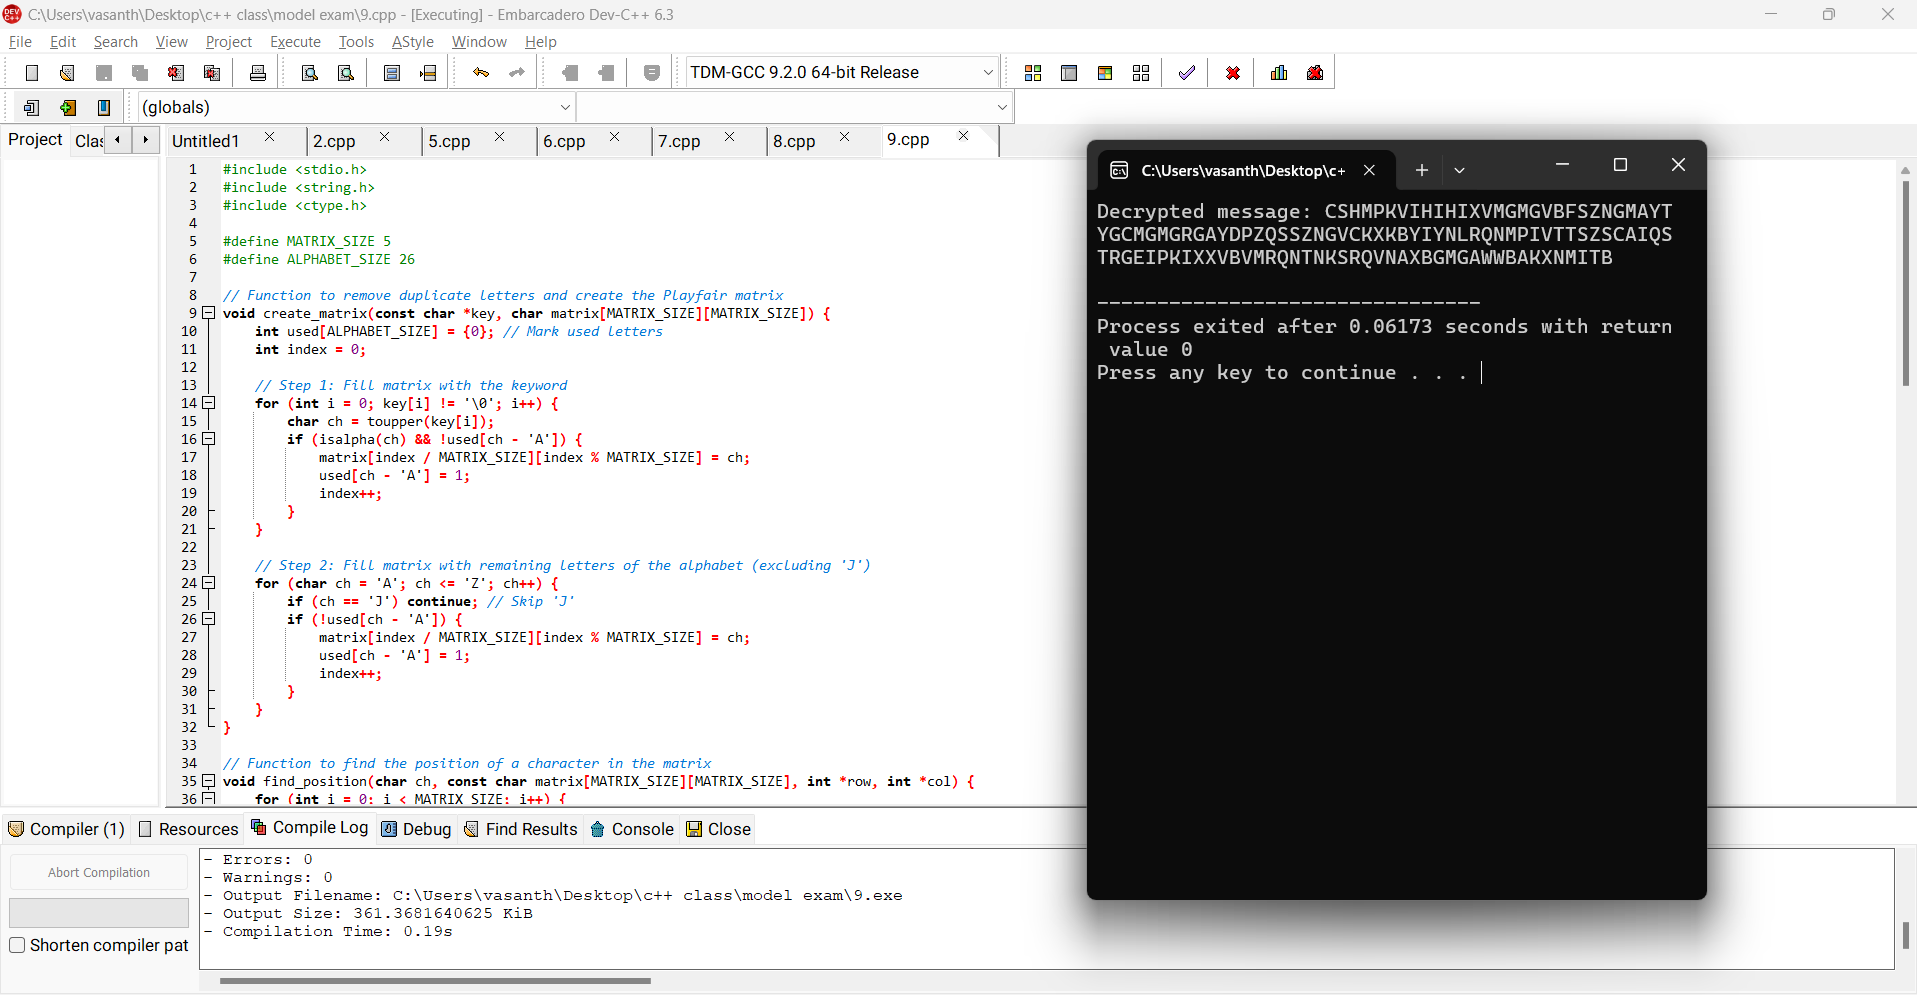 C:\Users\vasanth\Desktop\c++ class\model exam\9.cpp - [Executing] - Embarcadero Dev-C++ 6.3
File Edit Search View Project Execute Tools AStyle Window Help
TDM-GCC 9.2.0 64-bit Release
(globals)
Project Clas
Untitled1 2.cpp 5.cpp 6.cpp 7.cpp 8.cpp 9.cpp
1 #include <stdio.h>
2 #include <string.h>
3 #include <ctype.h>
4
5 #define MATRIX_SIZE 5
6 #define ALPHABET_SIZE 26
7
8 // Function to remove duplicate letters and create the Playfair matrix
9 void create_matrix(const char *key, char matrix[MATRIX_SIZE][MATRIX_SIZE]) {
10 int used[ALPHABET_SIZE] = {0}; // Mark used letters
11 int index = 0;
12
13 // Step 1: Fill matrix with the keyword
14 for (int i = 0; key[i] != '\0'; i++) {
15 char ch = toupper(key[i]);
16 if (isalpha(ch) && !used[ch - 'A']) {
17 matrix[index / MATRIX_SIZE][index % MATRIX_SIZE] = ch;
18 used[ch - 'A'] = 1;
19 index++;
20 }
21 }
22
23 // Step 2: Fill matrix with remaining letters of the alphabet (excluding 'J')
24 for (char ch = 'A'; ch <= 'Z'; ch++) {
25 if (ch == 'J') continue; // Skip 'J'
26 if (!used[ch - 'A']) {
27 matrix[index / MATRIX_SIZE][index % MATRIX_SIZE] = ch;
28 used[ch - 'A'] = 1;
29 index++;
30 }
31 }
32 }
33
34 // Function to find the position of a character in the matrix
35 void find_position(char ch, const char matrix[MATRIX_SIZE][MATRIX_SIZE], int *row, int *col) {
36 for (int i = 0; i < MATRIX_SIZE; i++) {
C:\Users\vasanth\Desktop\c+
Decrypted message: CSHMPKVIHIHIXVMGMGVBFSZNGMAYT
YGCMGMGRGAYDPZQSSZNGVCKXKBYIYNLRQNMPIVTTSZSCAIQS
TRGEIPKIXXVBVMRQNTNKSRQVNAXBGMGAWWBAKXNMITB
--------------------------------
Process exited after 0.06173 seconds with return
value 0
Press any key to continue . . .
Compiler (1) Resources Compile Log Debug Find Results Console Close
Abort Compilation
Shorten compiler pat
- Errors: 0
- Warnings: 0
- Output Filename: C:\Users\vasanth\Desktop\c++ class\model exam\9.exe
- Output Size: 361.3681640625 KiB
- Compilation Time: 0.19s